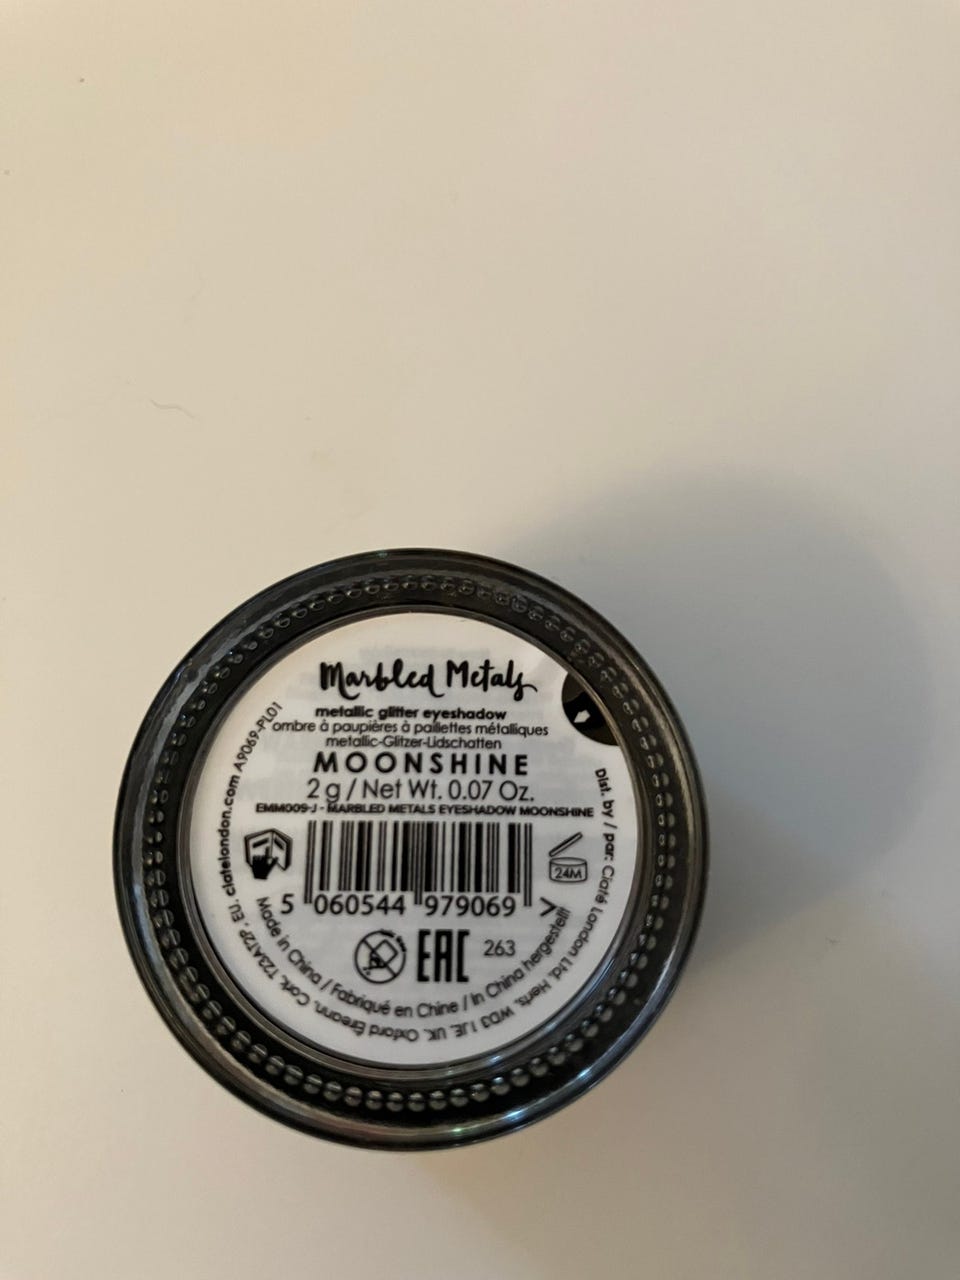 Marbled Metals
metallic glitter eyeshadow
ombre à paupières à paillettes métalliques
metallic-Glitzer-Lidschatten
MOONSHINE
2 g / Net Wt. 0.07 Oz.
EMM009-J - MARBLED METALS EYESHADOW MOONSHINE
24M
5 060544 979069 >
EAC 263
Made in China / Fabriqué en Chine / In China hergestellt
Dist. by / par: Ciaté London Ltd. Herts, WD3 1JE. UK. Oxford Éireann, Cork, T23AT2P, EU. ciatelondon.com A9069-PL01